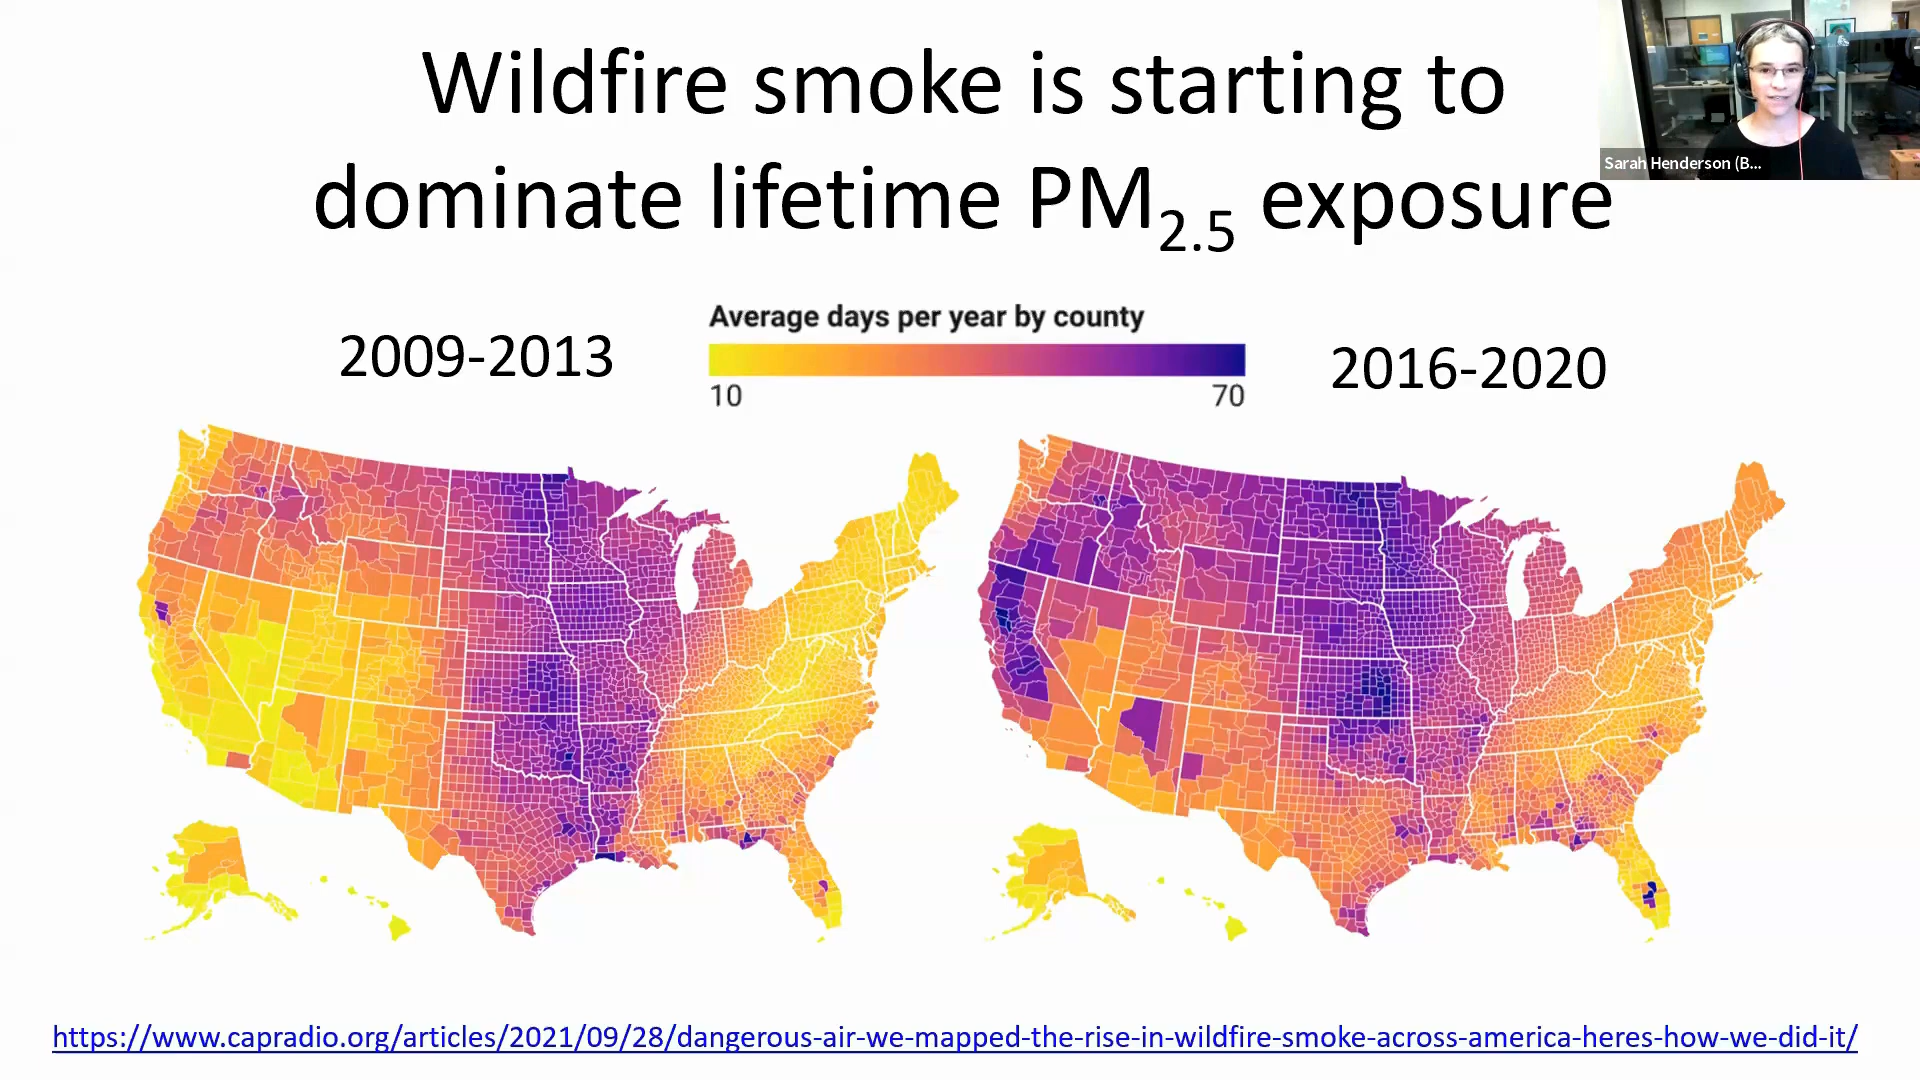 Wildfire smoke is starting to
dominate lifetime PM2.5 exposure
Sarah Henderson (B...
2009-2013
Average days per year by county
10
70
2016-2020
https://www.capradio.org/articles/2021/09/28/dangerous-air-we-mapped-the-rise-in-wildfire-smoke-across-america-heres-how-we-did-it/